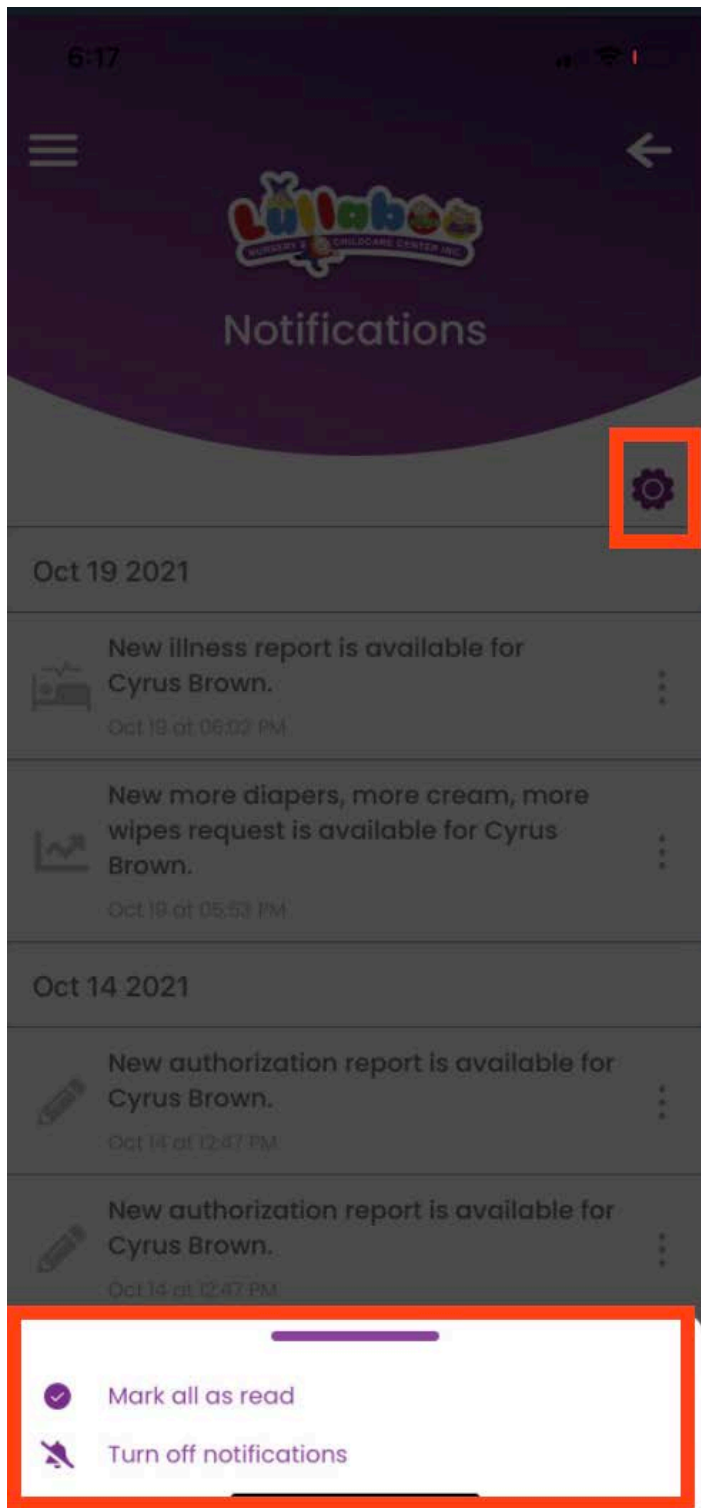 6:17
Lullaboo
NURSERY & CHILDCARE CENTER INC.
Notifications
Oct 19 2021
New illness report is available for
Cyrus Brown.
Oct 19 at 06:02 PM
New more diapers, more cream, more
wipes request is available for Cyrus
Brown.
Oct 19 at 05:53 PM
Oct 14 2021
New authorization report is available for
Cyrus Brown.
Oct 14 at 12:47 PM
New authorization report is available for
Cyrus Brown.
Oct 14 at 12:47 PM
Mark all as read
Turn off notifications